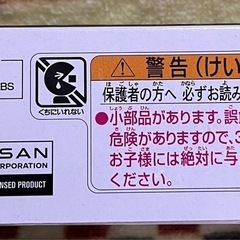 BS
くちにいれない
SSAN
CORPORATION
NSED PRODUCT
警告(けい
保護者の方へ 必ずお読み
●小部品があります。誤飲
危険がありますので、3
お子様には絶対に与
ください。